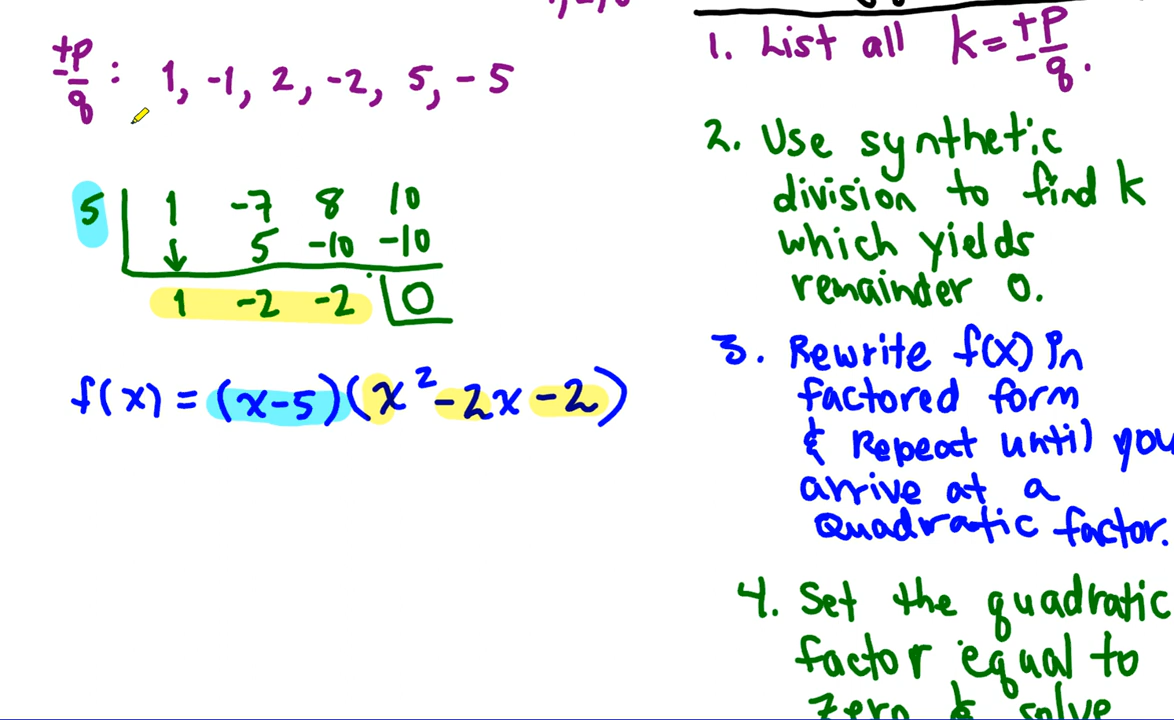 ±p/q : 1, -1, 2, -2, 5, -5
5 | 1 -7 8 10
↓ 5 -10 -10
1 -2 -2 | 0
f(x) = (x-5)(x² -2x -2)
1. List all k = ±p/q.
2. Use synthetic
division to find k
which yields
remainder 0.
3. Rewrite f(x) in
factored form
& Repeat until you
arrive at a
Quadratic factor.
4. Set the quadratic
factor equal to
zero & solve